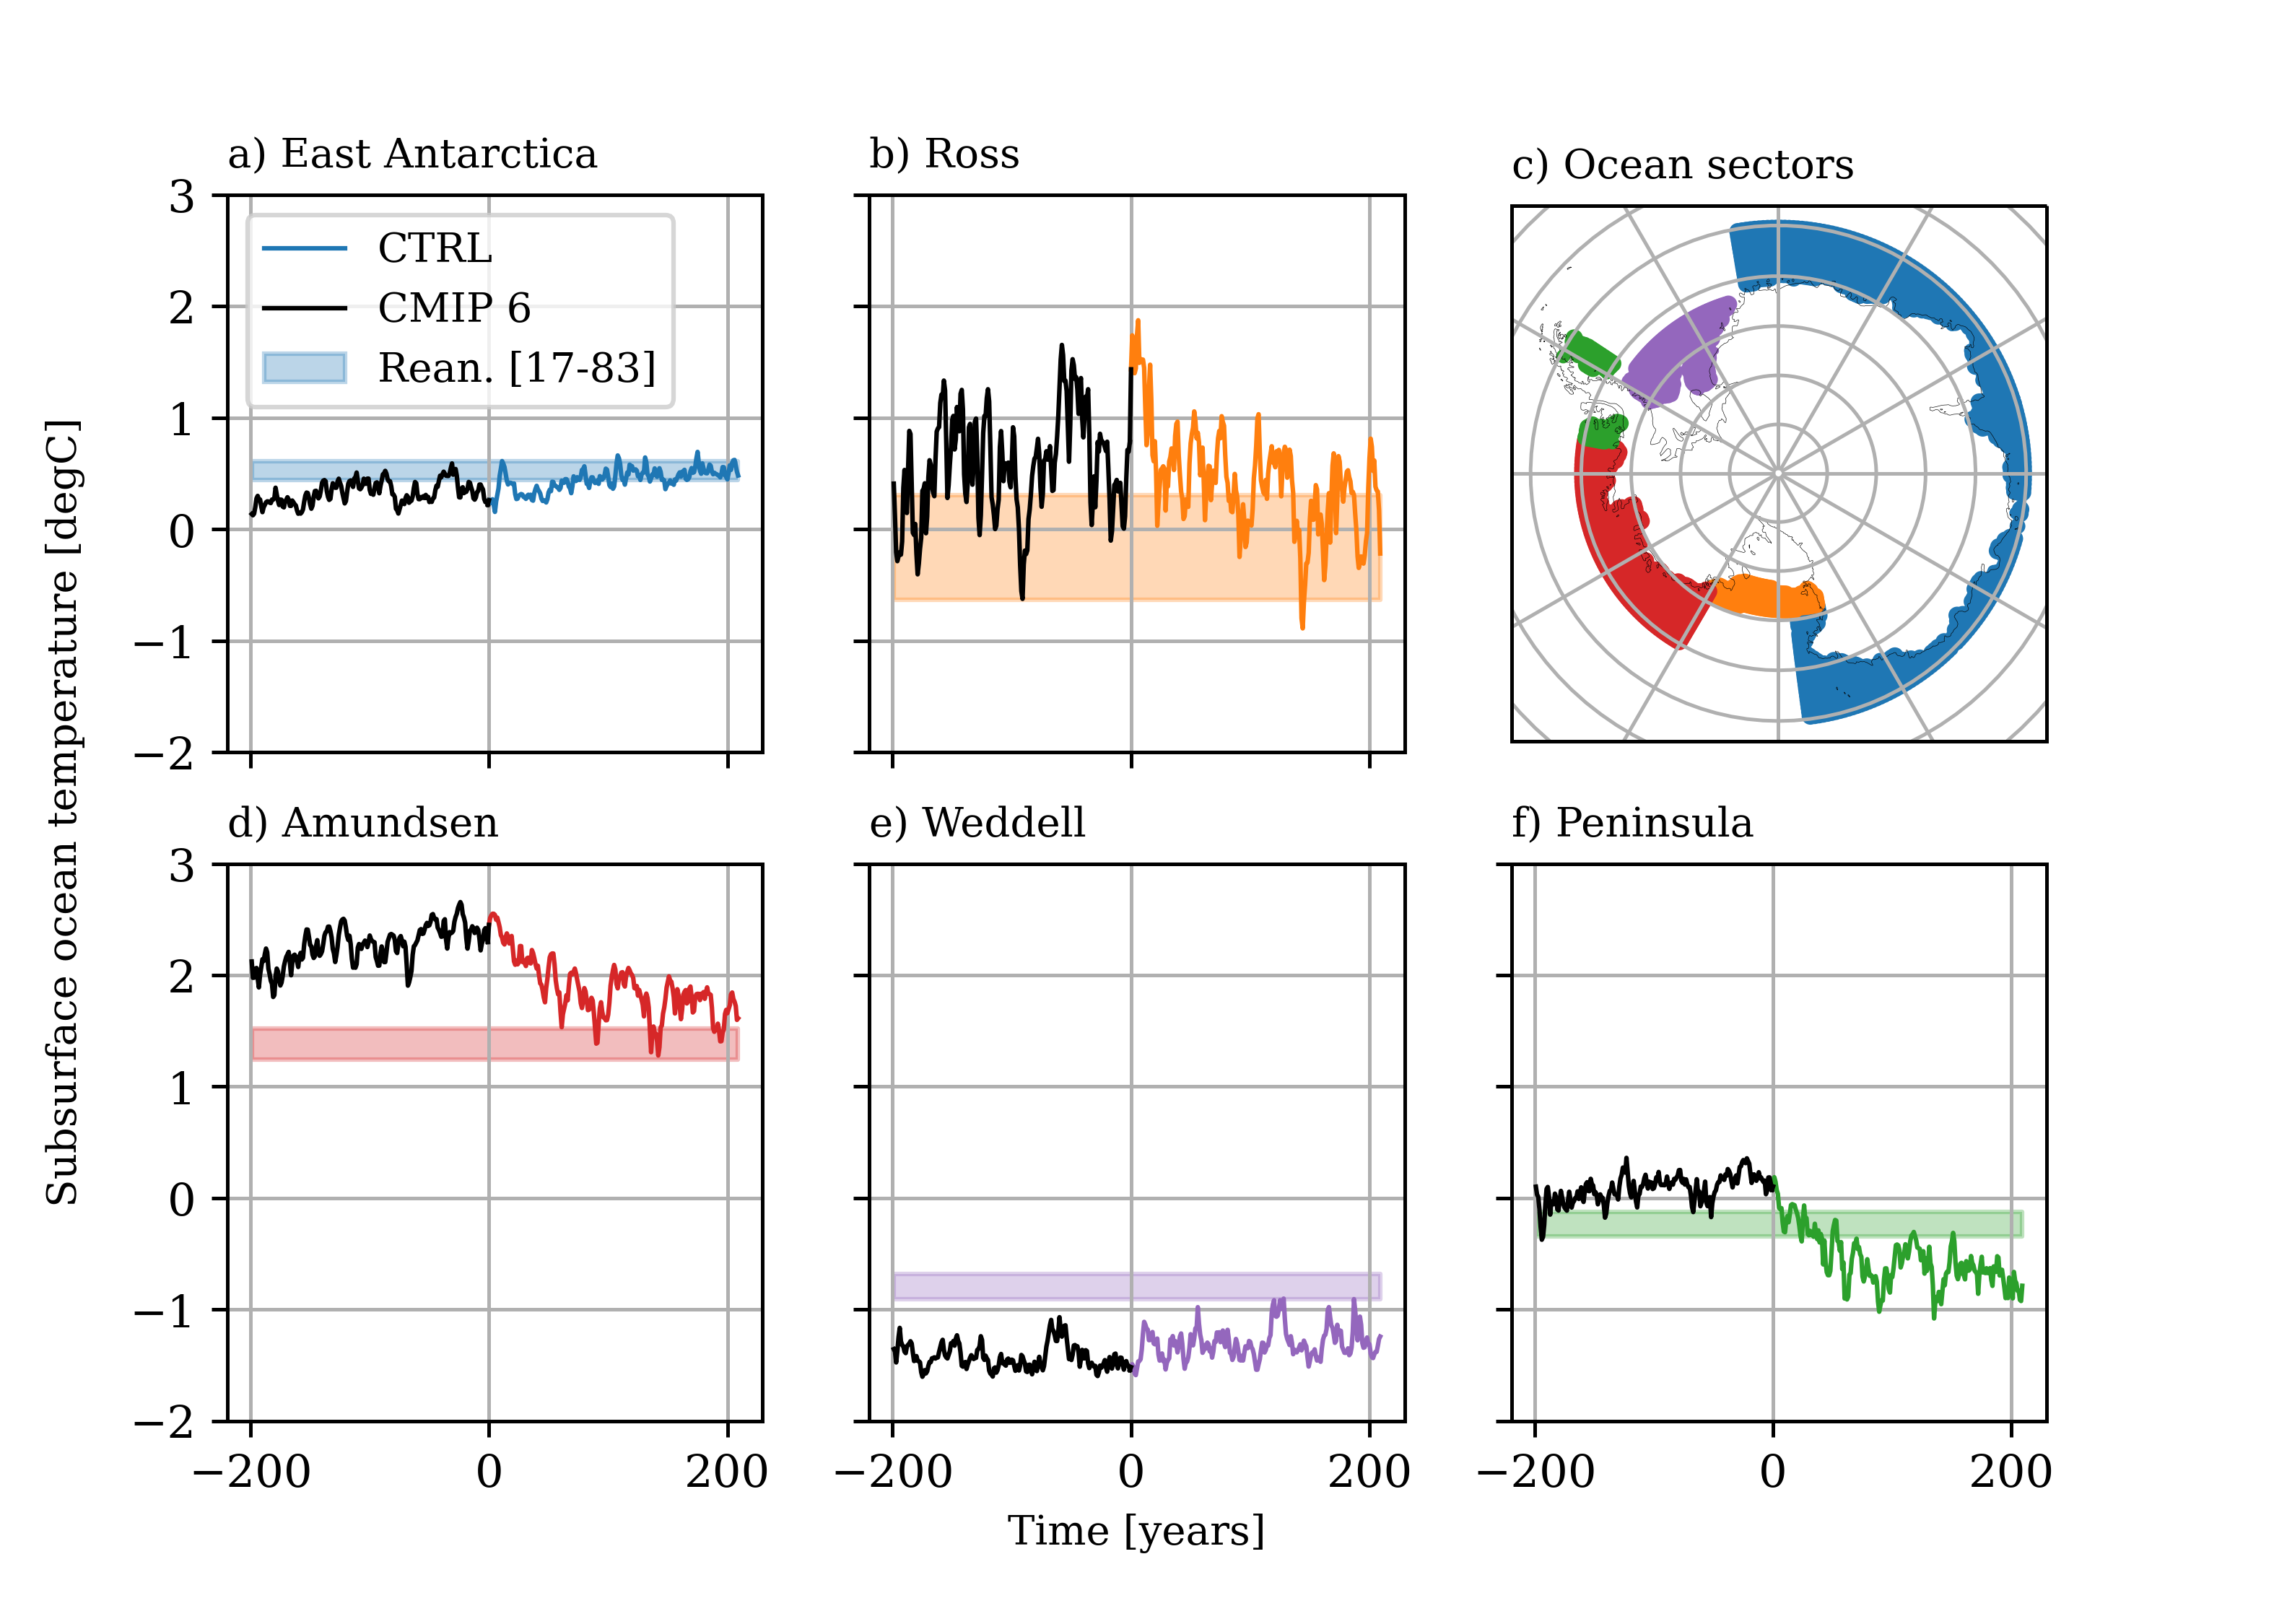 a) East Antarctica
b) Ross
c) Ocean sectors
3
2
1
0
−1
−2
CTRL
CMIP 6
Rean. [17-83]
Subsurface ocean temperature [degC]
d) Amundsen
e) Weddell
f) Peninsula
3
2
1
0
−1
−2
−200 0 200
−200 0 200
−200 0 200
Time [years]